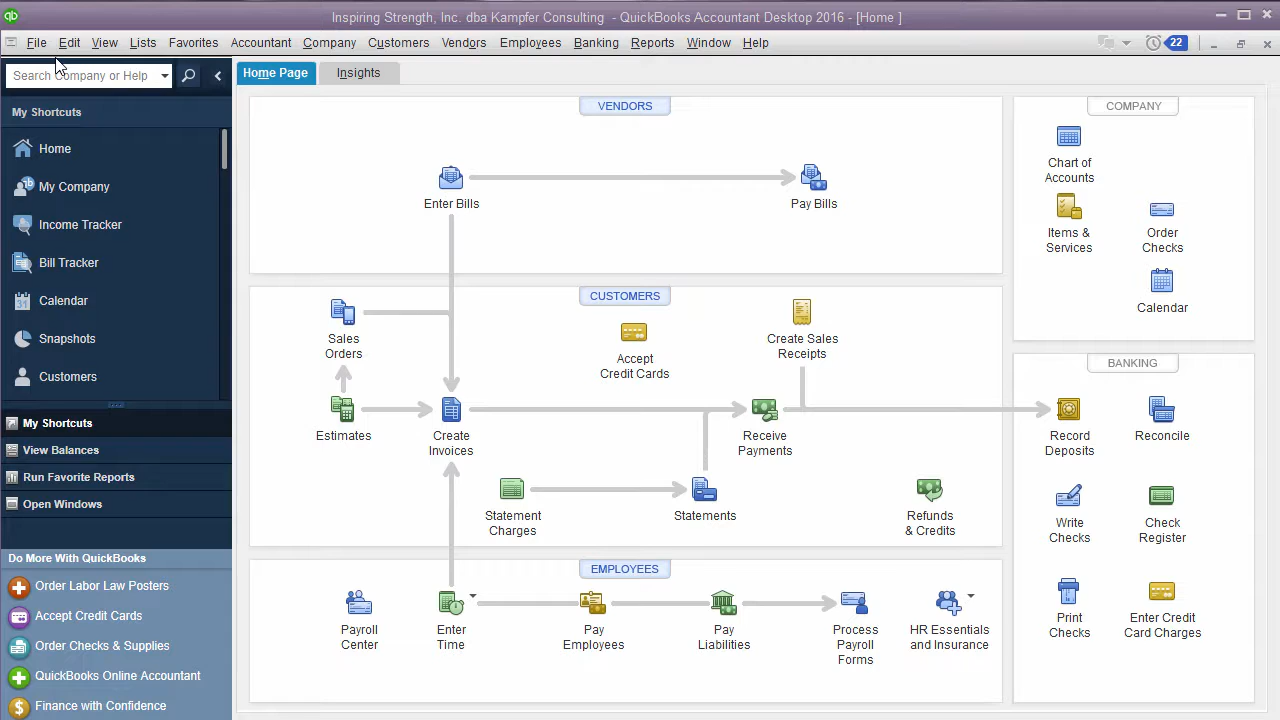 Inspiring Strength, Inc. dba Kampfer Consulting - QuickBooks Accountant Desktop 2016 - [Home ]
File Edit View Lists Favorites Accountant Company Customers Vendors Employees Banking Reports Window Help 22
Search Company or Help
Home Page Insights
My Shortcuts
Home
My Company
Income Tracker
Bill Tracker
Calendar
Snapshots
Customers
My Shortcuts
View Balances
Run Favorite Reports
Open Windows
Do More With QuickBooks
Order Labor Law Posters
Accept Credit Cards
Order Checks & Supplies
QuickBooks Online Accountant
Finance with Confidence
VENDORS
Enter Bills
Pay Bills
CUSTOMERS
Sales
Orders
Accept
Credit Cards
Create Sales
Receipts
Estimates
Create
Invoices
Receive
Payments
Statement
Charges
Statements
Refunds
& Credits
EMPLOYEES
Payroll
Center
Enter
Time
Pay
Employees
Pay
Liabilities
Process
Payroll
Forms
HR Essentials
and Insurance
COMPANY
Chart of
Accounts
Items &
Services
Order
Checks
31
Calendar
BANKING
Record
Deposits
Reconcile
Write
Checks
Check
Register
Print
Checks
Enter Credit
Card Charges